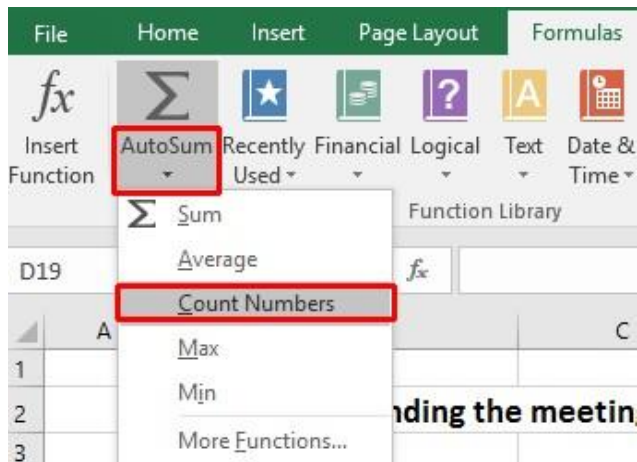 File Home Insert Page Layout Formulas
fx Σ ? A
Insert AutoSum Recently Financial Logical Text Date &
Function Used Time
Σ Sum Function Library
Average
D19 fx
Count Numbers
A C
Max
1
Min
2 nding the meetin
More Functions...
3